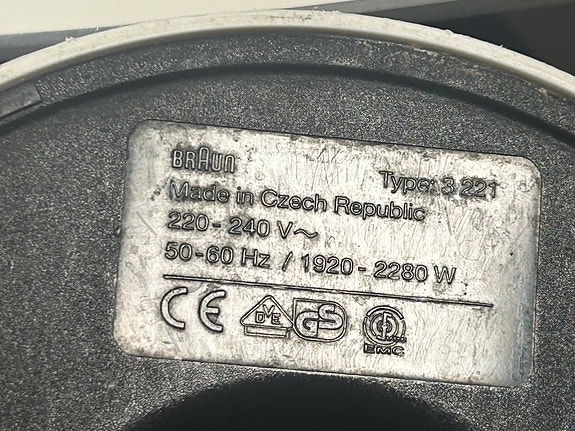 BRAUN Type: 3 221
Made in Czech Republic
220-240 V~
50-60 Hz / 1920-2280 W
CE VDE GS EMC